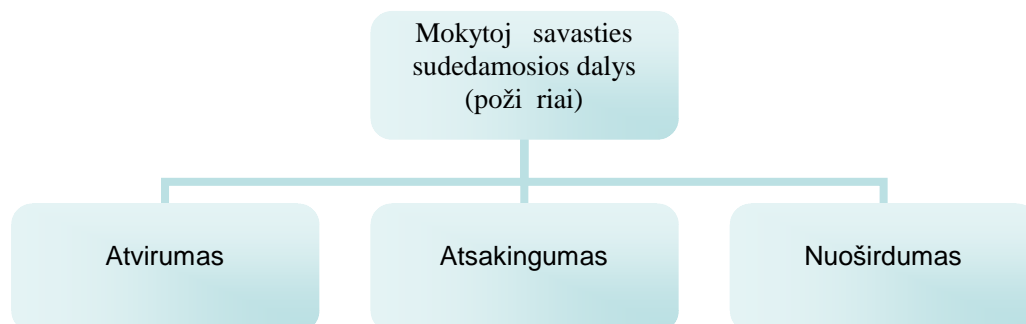 Mokytoj savasties
sudedamosios dalys
(poži riai)
Atvirumas
Atsakingumas
Nuoširdumas